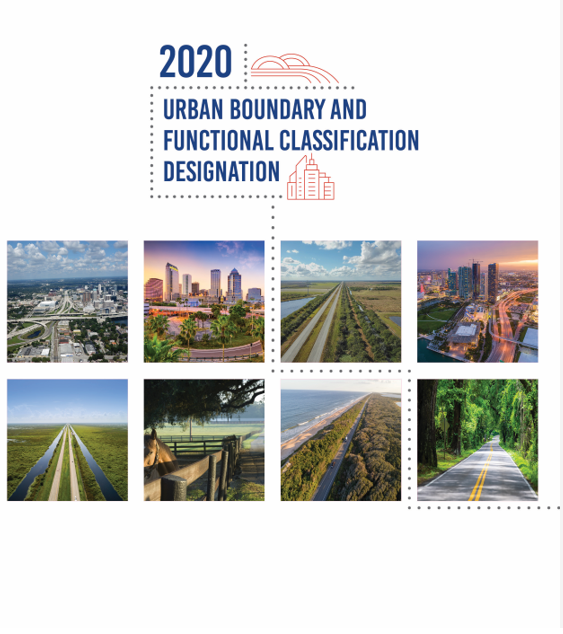 2020
URBAN BOUNDARY AND
FUNCTIONAL CLASSIFICATION
DESIGNATION